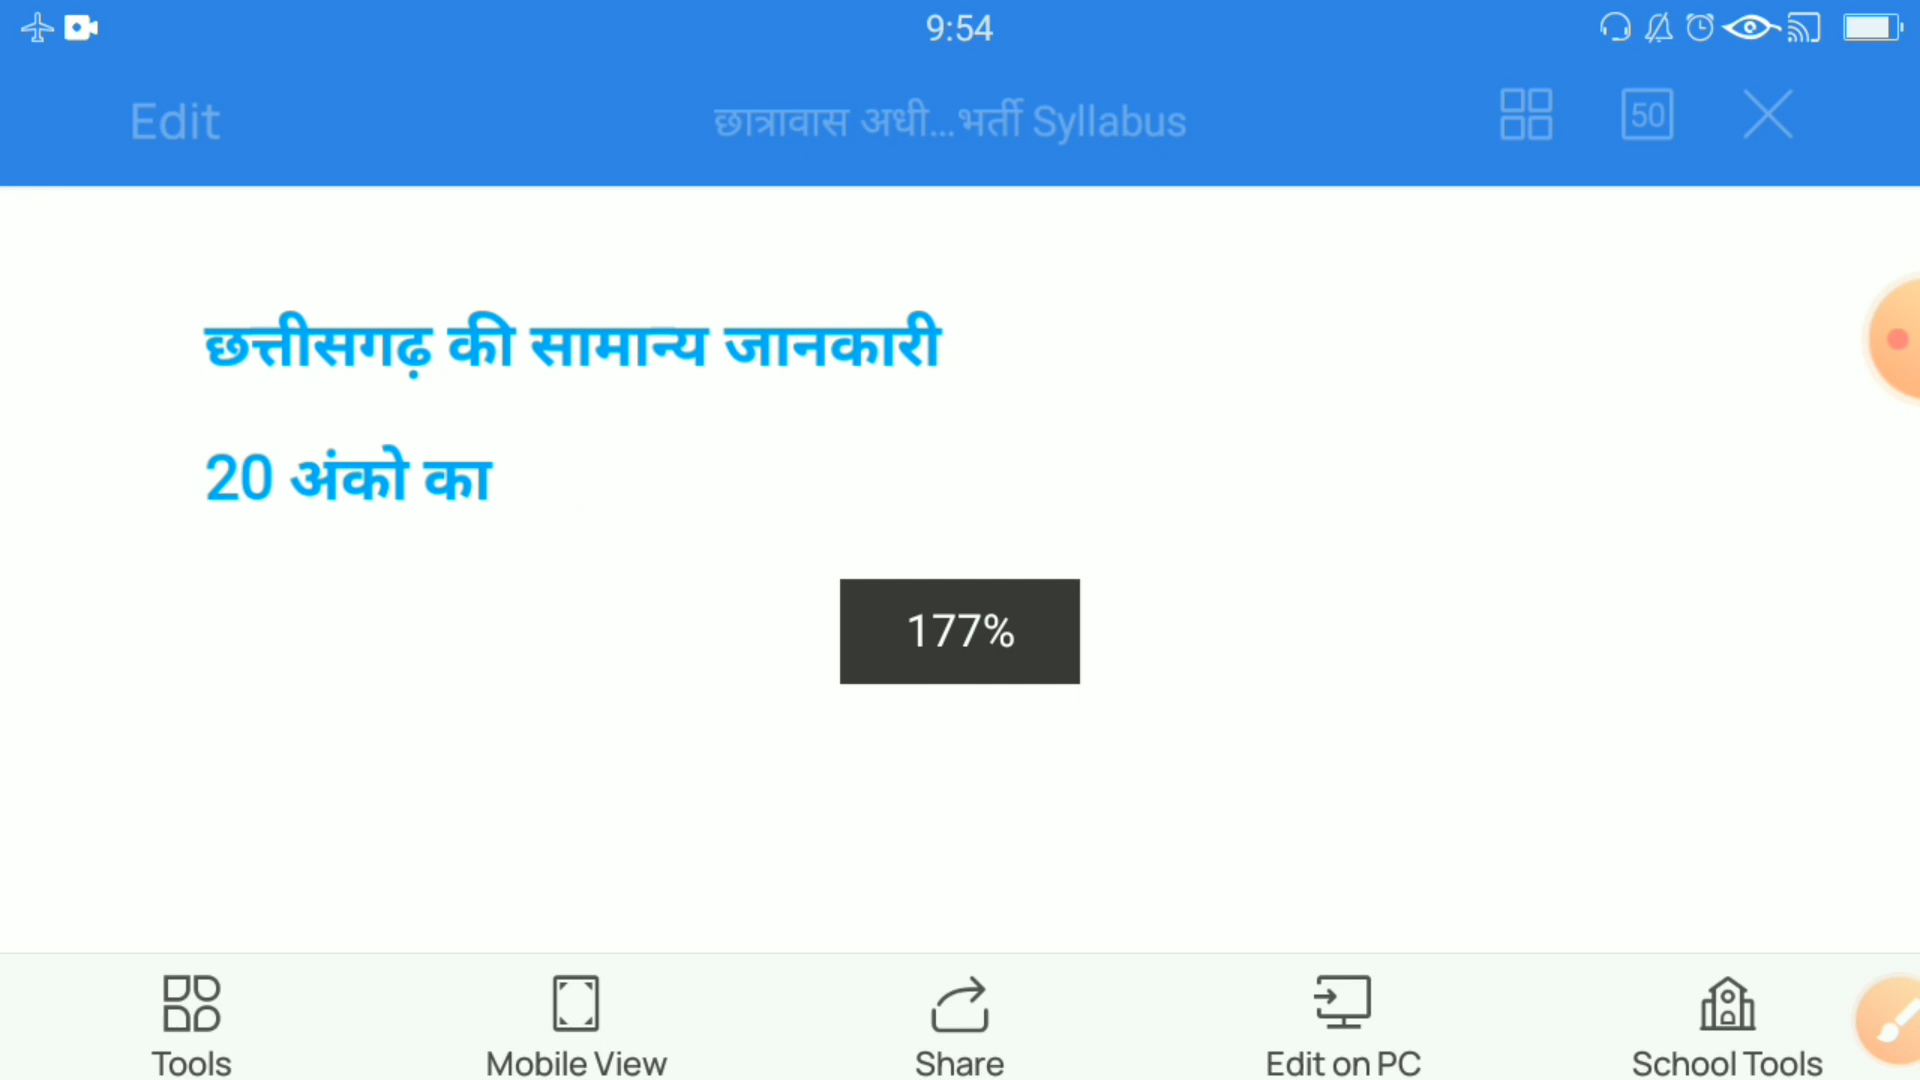 9:54
Edit
छात्रावास अधी...भर्ती Syllabus
50
छत्तीसगढ़ की सामान्य जानकारी
20 अंको का
177%
Tools
Mobile View
Share
Edit on PC
School Tools